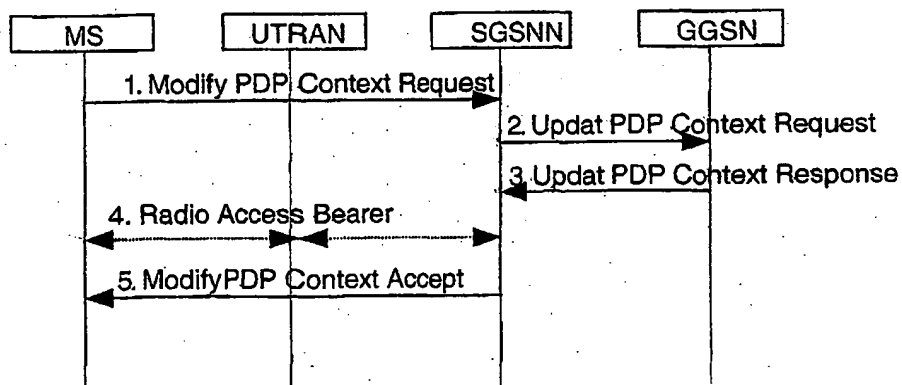 MS UTRAN SGSNN GGSN
1. Modify PDP Context Request
2. Updat PDP Context Request
3. Updat PDP Context Response
4. Radio Access Bearer
5. ModifyPDP Context Accept